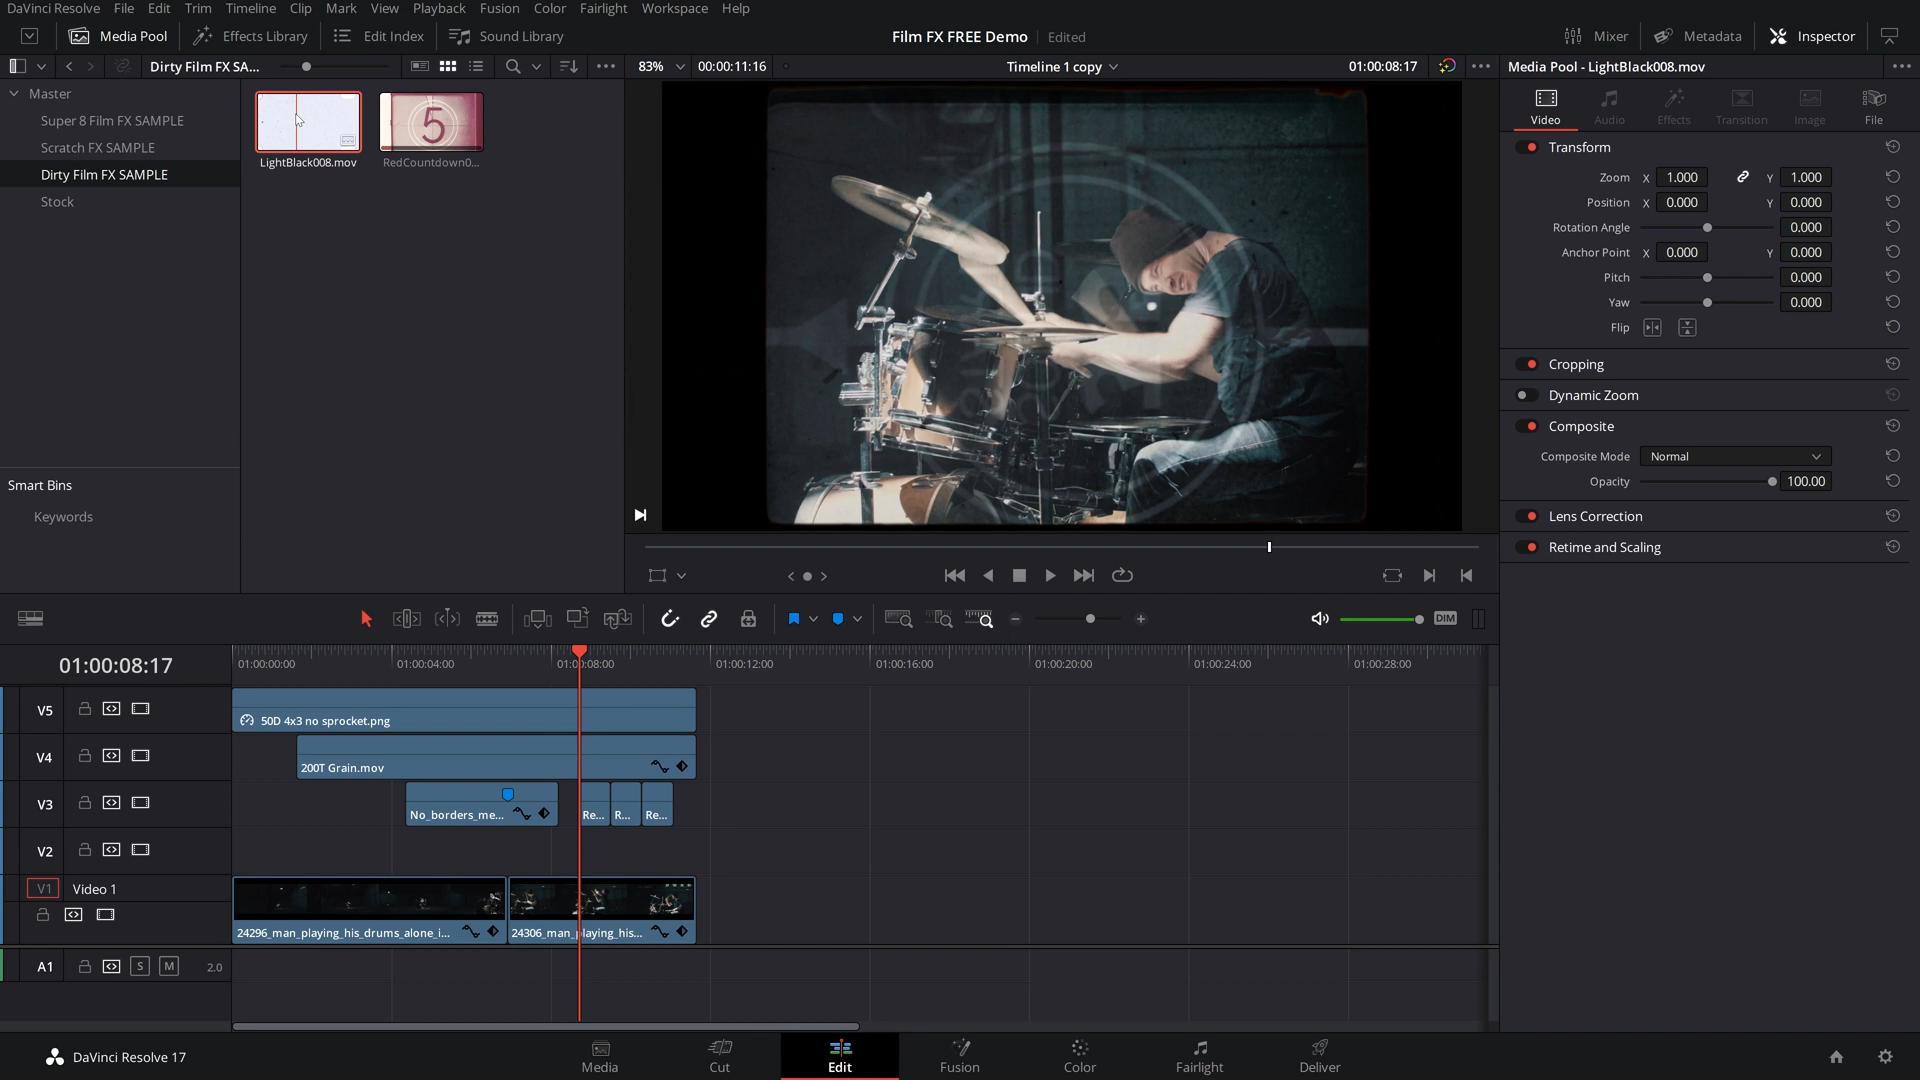 DaVinci Resolve File Edit Trim Timeline Clip Mark View Playback Fusion Color Fairlight Workspace Help
Media Pool Effects Library Edit Index Sound Library Film FX FREE Demo Edited Mixer Metadata Inspector
Dirty Film FX SA... 83% 00:00:11:16 Timeline 1 copy 01:00:08:17 Media Pool - LightBlack008.mov
Master
Super 8 Film FX SAMPLE
Scratch FX SAMPLE
Dirty Film FX SAMPLE
Stock
Smart Bins
Keywords
5
LightBlack008.mov RedCountdown0...
Video Audio Effects Transition Image File
Transform
Zoom X 1.000 Y 1.000
Position X 0.000 Y 0.000
Rotation Angle 0.000
Anchor Point X 0.000 Y 0.000
Pitch 0.000
Yaw 0.000
Flip
Cropping
Dynamic Zoom
Composite
Composite Mode Normal
Opacity 100.00
Lens Correction
Retime and Scaling
DIM
01:00:08:17
01:00:00:00 01:00:04:00 01:00:08:00 01:00:12:00 01:00:16:00 01:00:20:00 01:00:24:00 01:00:28:00
V5 50D 4x3 no sprocket.png
V4 200T Grain.mov
V3 No_borders_me... Re... R... Re...
V2
V1 Video 1
24296_man_playing_his_drums_alone_i... 24306_man_playing_his...
A1 S M 2.0
DaVinci Resolve 17 Media Cut Edit Fusion Color Fairlight Deliver